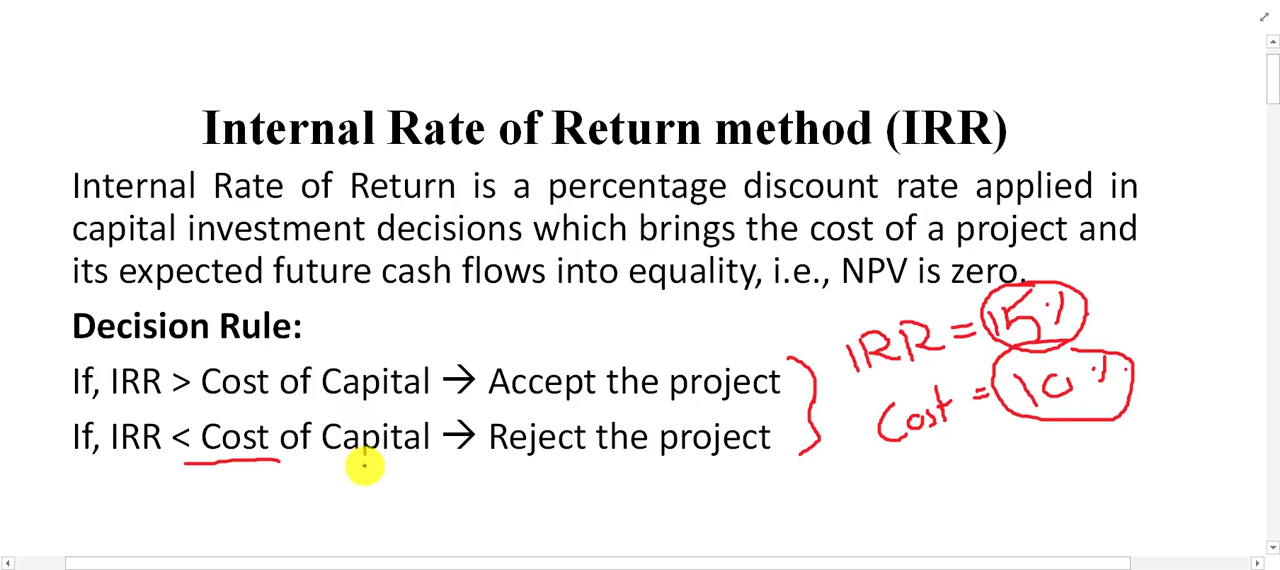 Internal Rate of Return method (IRR)
Internal Rate of Return is a percentage discount rate applied in
capital investment decisions which brings the cost of a project and
its expected future cash flows into equality, i.e., NPV is zero.
Decision Rule:
If, IRR > Cost of Capital → Accept the project
If, IRR < Cost of Capital → Reject the project
IRR = 15%
Cost = 10%